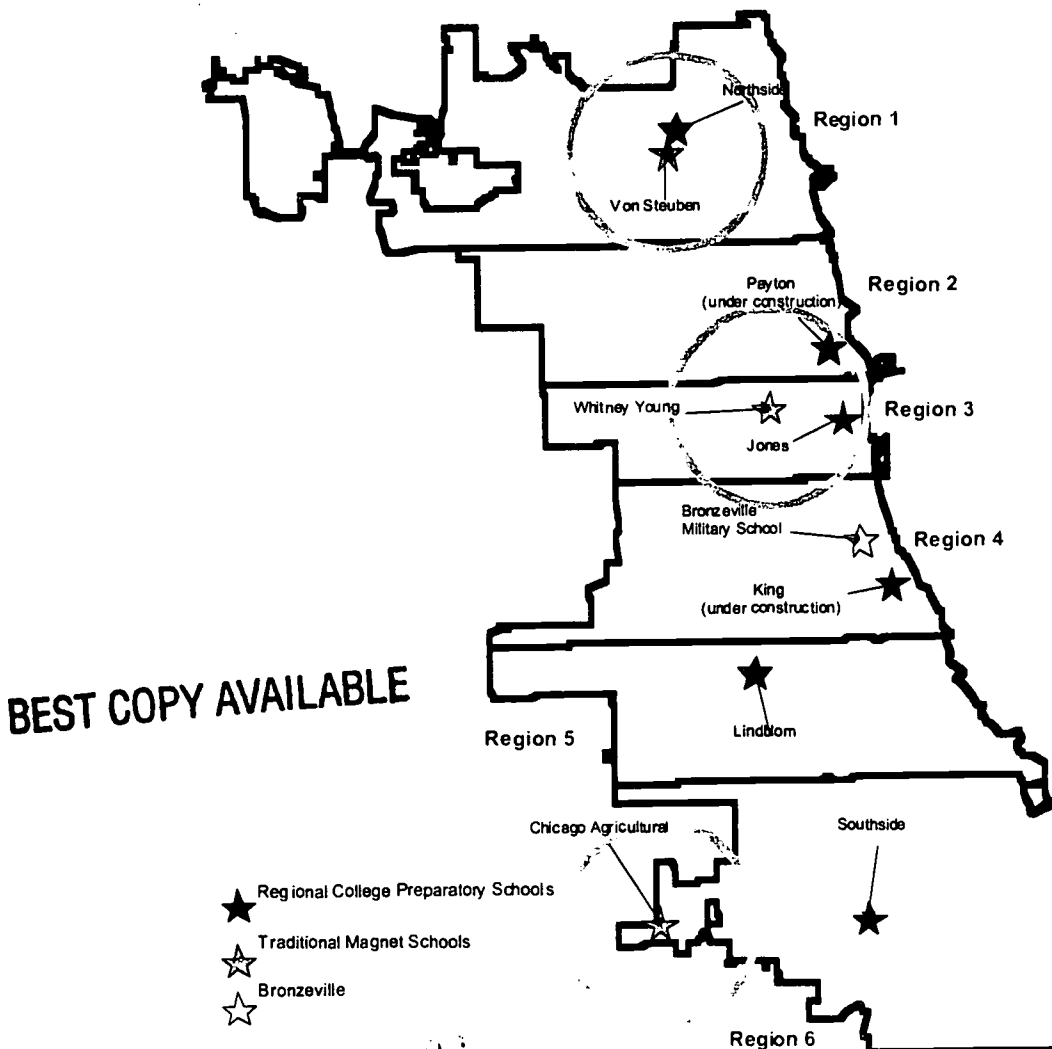 Northside
Region 1
Von Steuben
Region 2
Payton
(under construction)
Whitney Young
Region 3
Jones
Bronzeville
Military School
Region 4
King
(under construction)
BEST COPY AVAILABLE
Region 5
Lindblom
Chicago Agricultural
Southside
Regional College Preparatory Schools
Traditional Magnet Schools
Bronzeville
Region 6